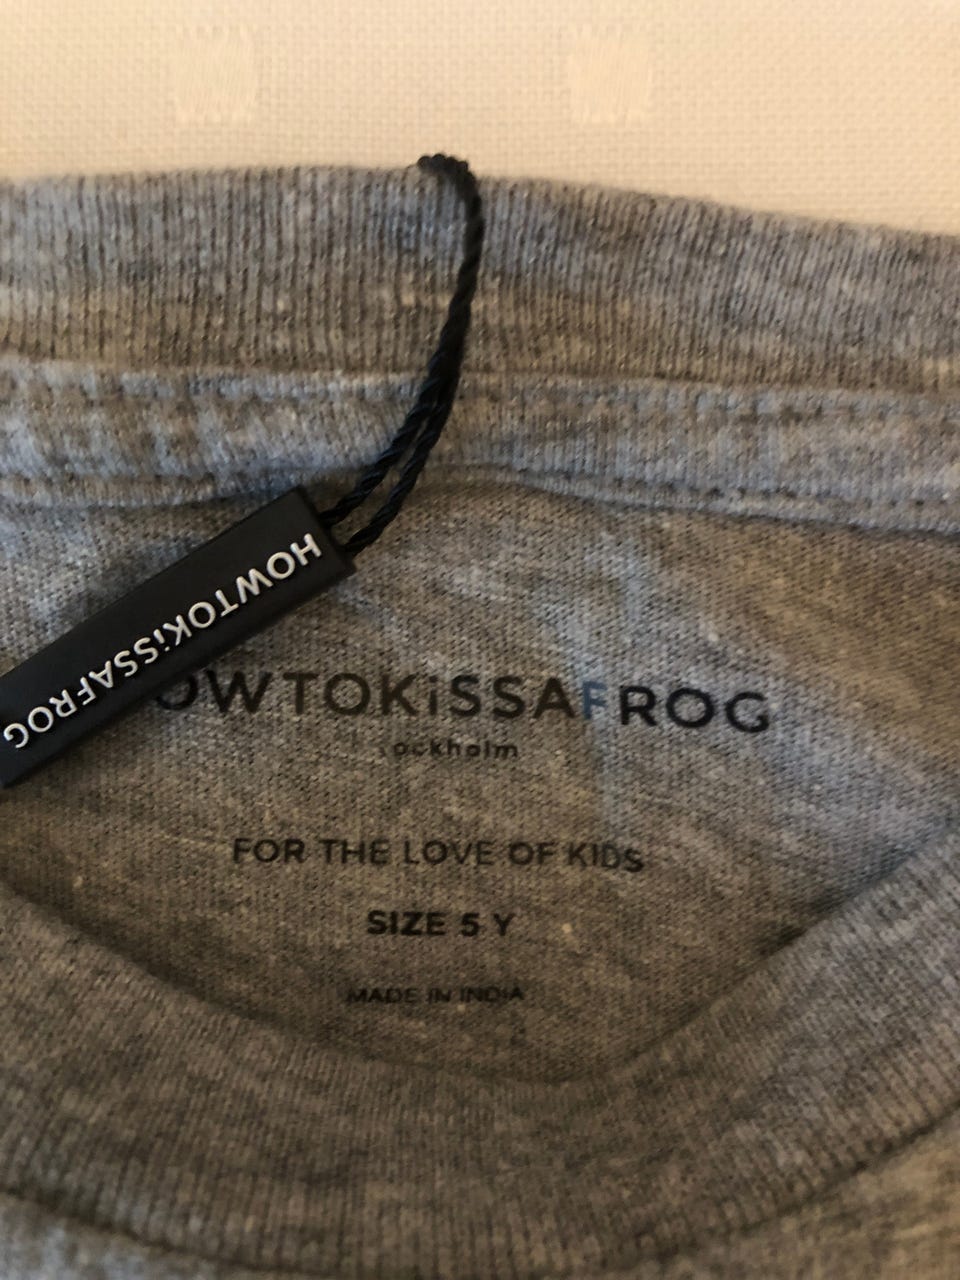 HOWTOKiSSAFROG
OWTOKiSSAFROG
ockholm
FOR THE LOVE OF KIDS
SIZE 5 Y
MADE IN INDIA